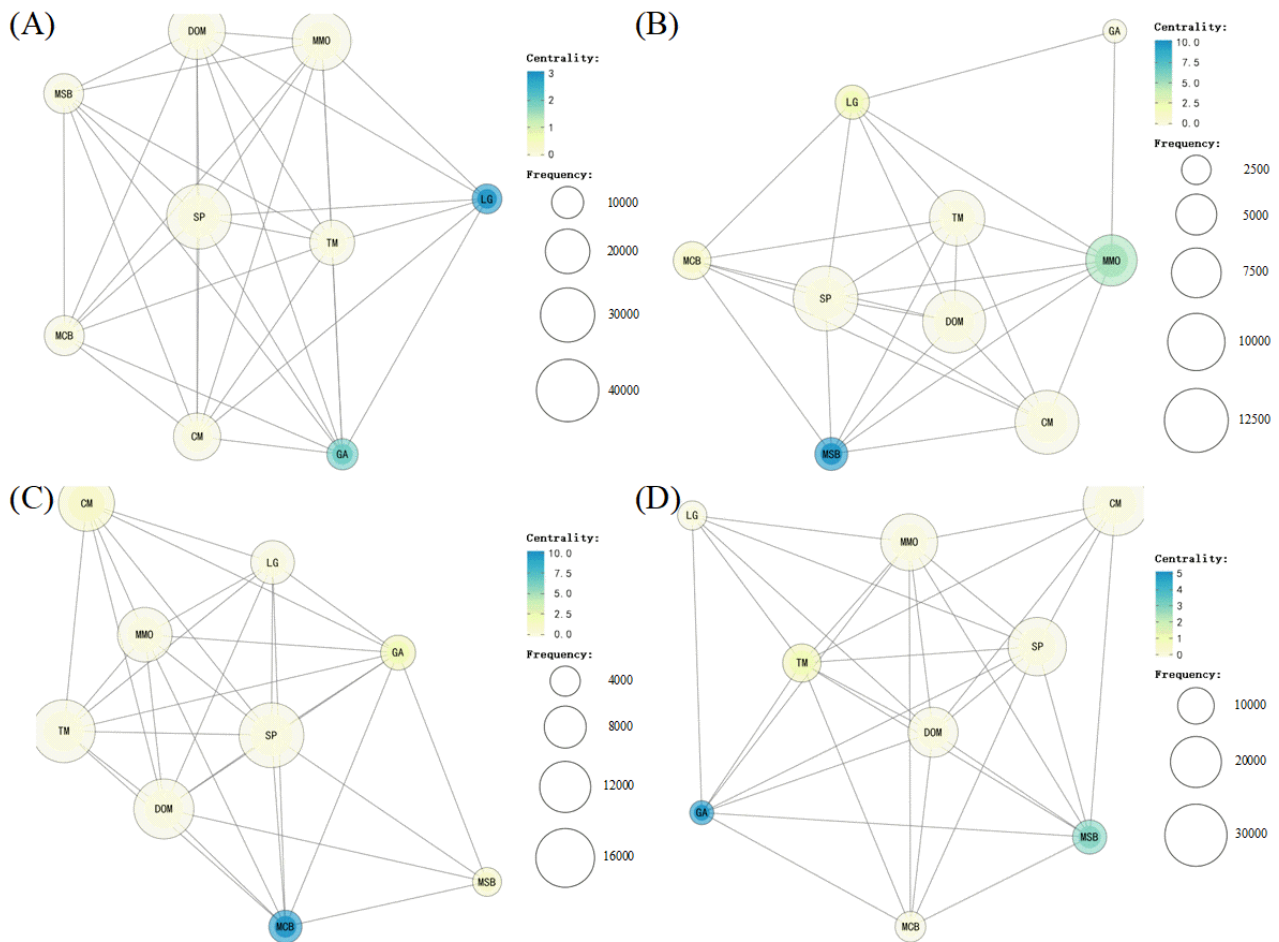 (A)
DOM
MMO
MSB
LG
SP
TM
MCB
CM
GA
Centrality:
3
2
1
0
Frequency:
10000
20000
30000
40000
(B)
GA
LG
TM
MCB
MMO
SP
DOM
CM
MSB
Centrality:
10.0
7.5
5.0
2.5
0.0
Frequency:
2500
5000
7500
10000
12500
(C)
CM
LG
MMO
GA
TM
SP
DOM
MSB
MCB
Centrality:
10.0
7.5
5.0
2.5
0.0
Frequency:
4000
8000
12000
16000
(D)
CM
LG
MMO
SP
TM
DOM
GA
MSB
MCB
Centrality:
5
4
3
2
1
0
Frequency:
10000
20000
30000